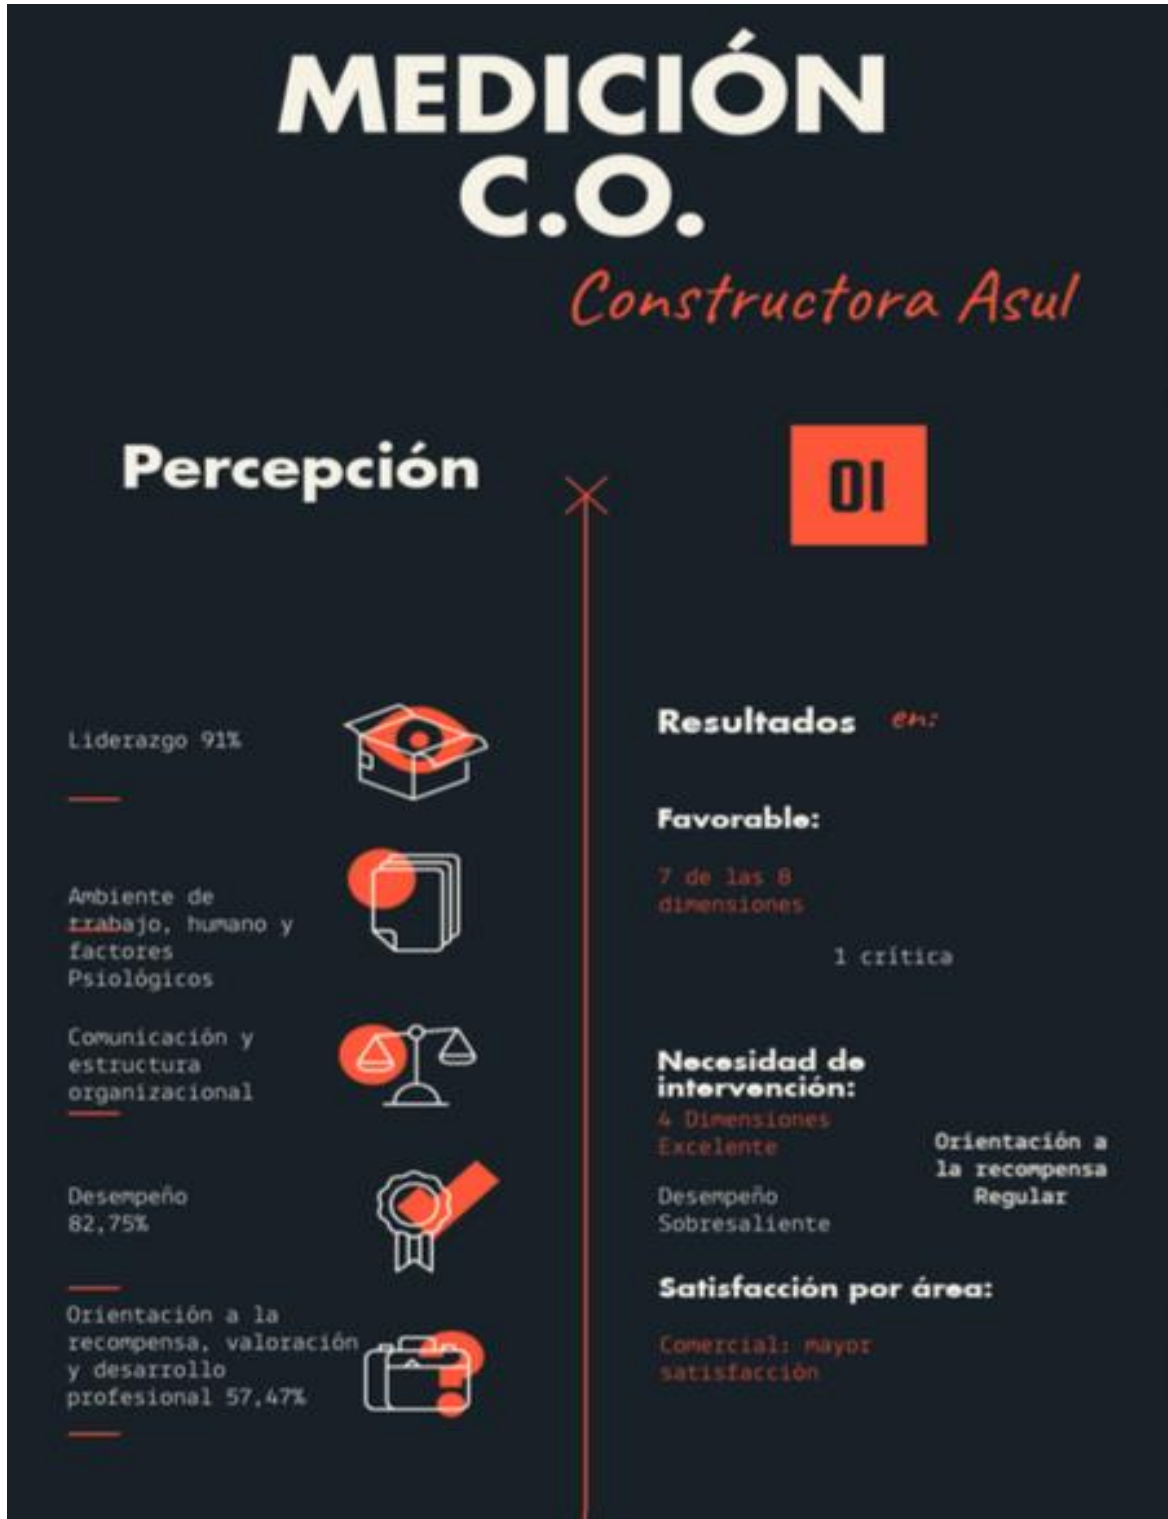 MEDICIÓN
C.O.
Constructora Asul
Percepción
01
Liderazgo 91%
Ambiente de
trabajo, humano y
factores
Psiológicos
Comunicación y
estructura
organizacional
Desempeño
82,75%
Orientación a la
recompensa, valoración
y desarrollo
profesional 57,47%
Resultados en:
Favorable:
7 de las 8
dimensiones
1 crítica
Necesidad de
intervención:
4 Dimensiones
Excelente
Orientación a
la recompensa
Regular
Desempeño
Sobresaliente
Satisfacción por área:
Comercial: mayor
satisfacción